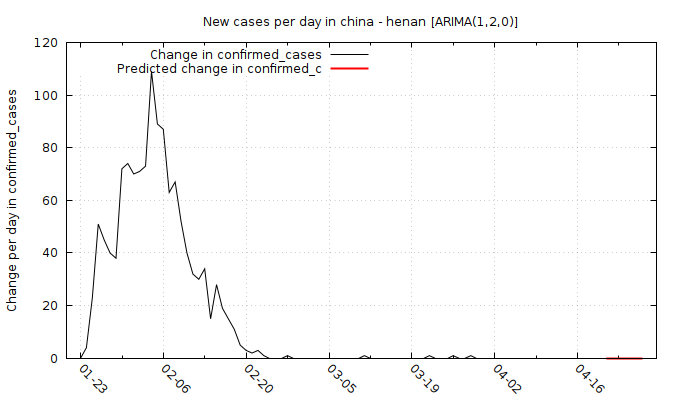 New cases per day in china - henan [ARIMA(1,2,0)]
Change in confirmed_cases
Predicted change in confirmed_c
Change per day in confirmed_cases
120
100
80
60
40
20
0
01-23 02-06 02-20 03-05 03-19 04-02 04-16